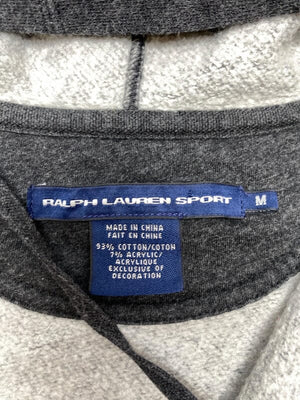 RALPH LAUREN SPORT M
MADE IN CHINA
FAIT EN CHINE
93% COTTON/COTON
7% ACRYLIC/
ACRYLIQUE
EXCLUSIVE OF
DECORATION